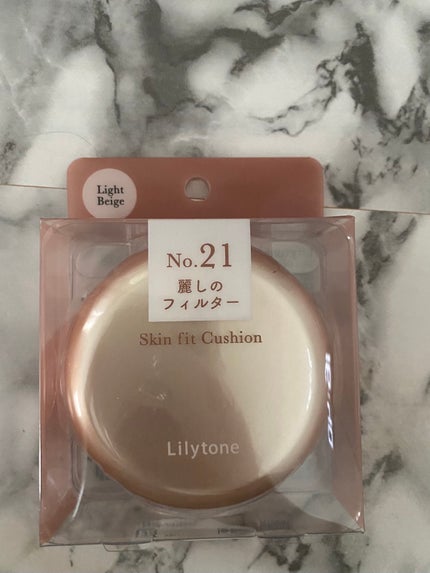 Light
Beige
No.21
麗しの
フィルター
Skin fit Cushion
Lilytone